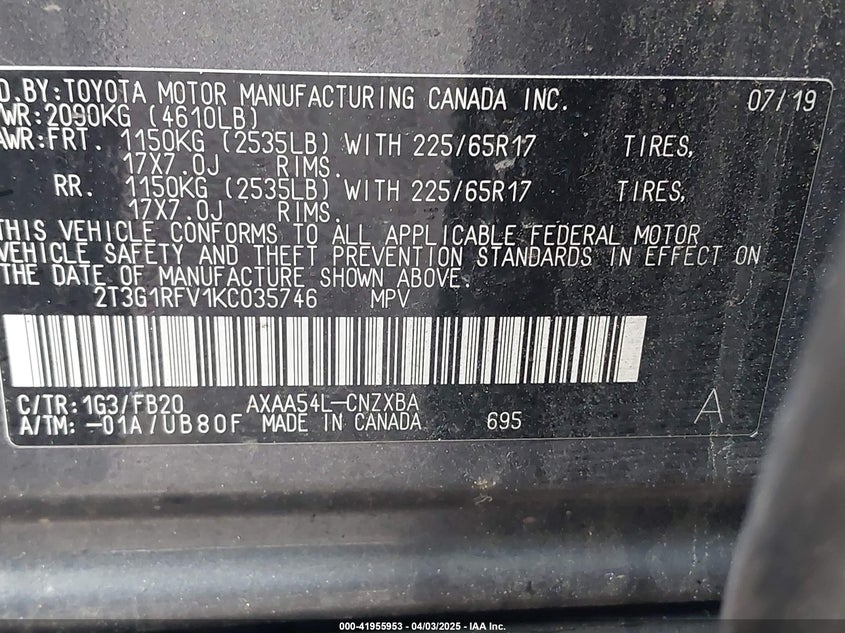 D BY:TOYOTA MOTOR MANUFACTURING CANADA INC. 07/19
WR:2090KG (4610LB)
AWR:FRT. 1150KG (2535LB) WITH 225/65R17 TIRES,
17X7.0J RIMS.
RR. 1150KG (2535LB) WITH 225/65R17 TIRES,
17X7.0J RIMS.
THIS VEHICLE CONFORMS TO ALL APPLICABLE FEDERAL MOTOR
VEHICLE SAFETY AND THEFT PREVENTION STANDARDS IN EFFECT ON
THE DATE OF MANUFACTURE SHOWN ABOVE.
2T3G1RFV1KC035746 MPV
C/TR:1G3/FB20 AXAA54L-CNZXBA A
A/TM: -01A/UB80F MADE IN CANADA 695
000-41955953 - 04/03/2025 - IAA Inc.